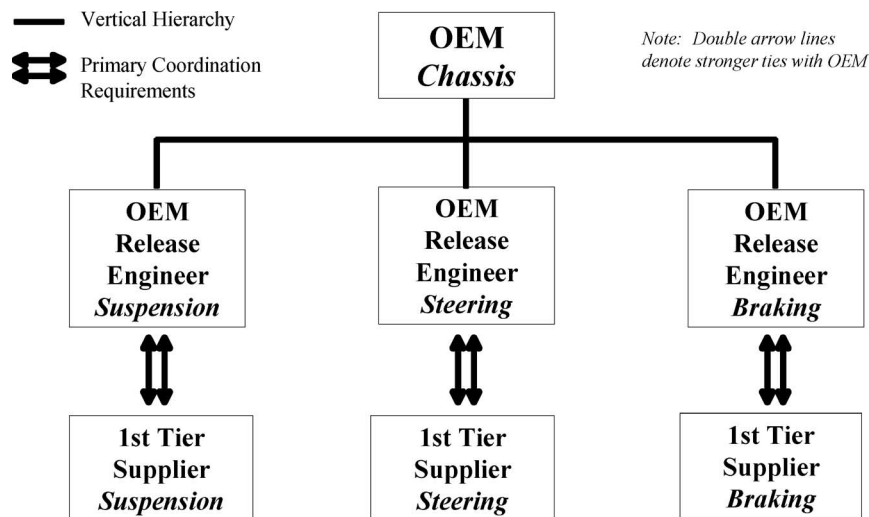 Vertical Hierarchy
Primary Coordination
Requirements
OEM
Chassis
Note: Double arrow lines
denote stronger ties with OEM
OEM
Release
Engineer
Suspension
OEM
Release
Engineer
Steering
OEM
Release
Engineer
Braking
1st Tier
Supplier
Suspension
1st Tier
Supplier
Steering
1st Tier
Supplier
Braking